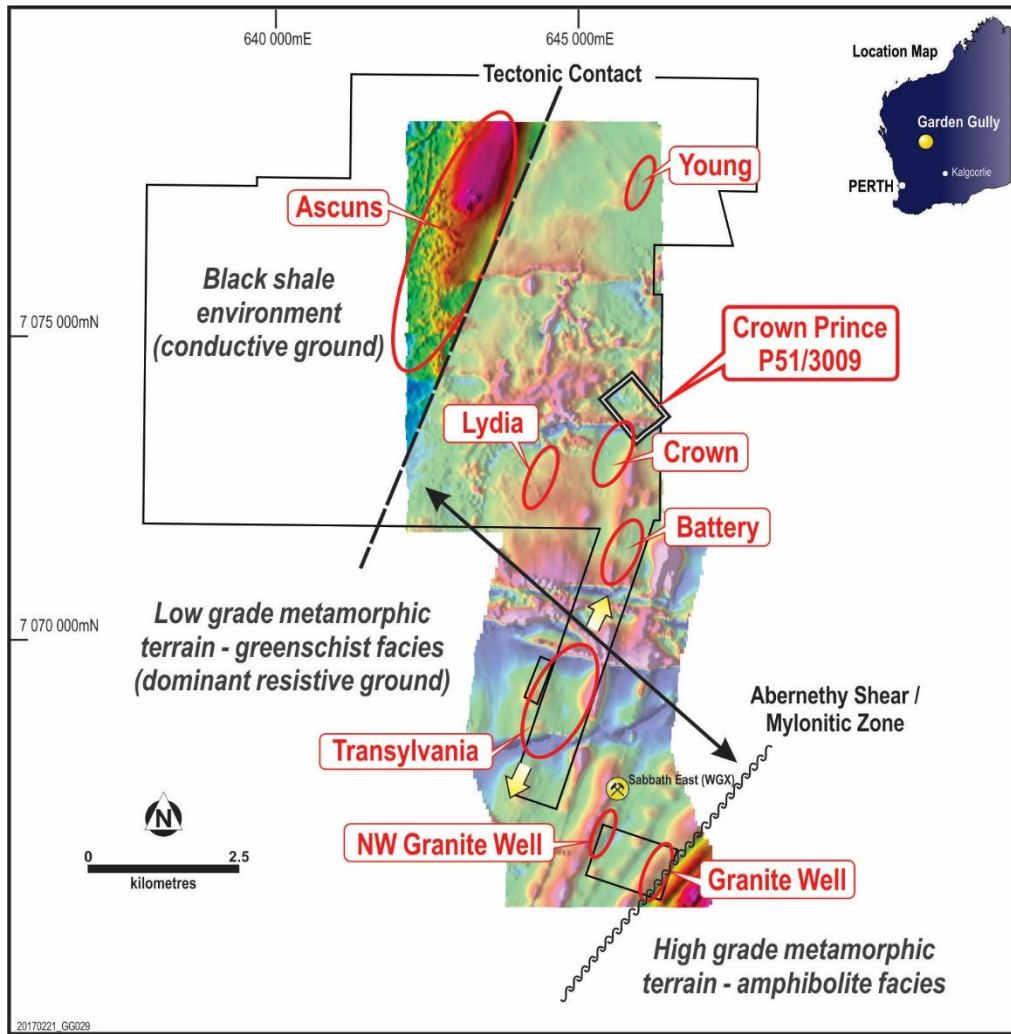 640 000mE
645 000mE
Location Map
Garden Gully
Kalgoorlie
PERTH
Tectonic Contact
Young
Ascuns
Black shale
environment
(conductive ground)
7 075 000mN
Crown Prince
P51/3009
Lydia
Crown
Battery
Low grade metamorphic
terrain - greenschist facies
(dominant resistive ground)
7 070 000mN
Abernethy Shear /
Mylonitic Zone
Transylvania
Sabbath East (WGX)
N
0
2.5
kilometres
NW Granite Well
Granite Well
High grade metamorphic
terrain - amphibolite facies
20170221_GG029